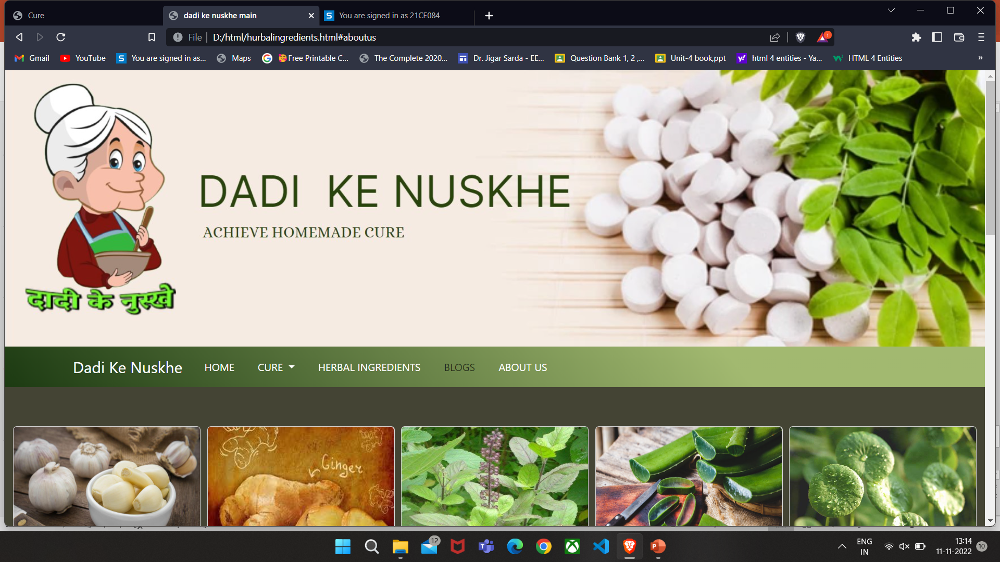 Cure
dadi ke nuskhe main
You are signed in as 21CE084
File
D:/html/hurbalingredients.html#aboutus
1
Gmail
YouTube
You are signed in as...
Maps
Free Printable C...
The Complete 2020...
Dr. Jigar Sarda - EE...
Question Bank 1, 2 ,...
Unit-4 book,ppt
html 4 entities - Ya...
HTML 4 Entities
»
DADI KE NUSKHE
ACHIEVE HOMEMADE CURE
दादी के नुस्खे
Dadi Ke Nuskhe
HOME
CURE
HERBAL INGREDIENTS
BLOGS
ABOUT US
Ginger
12
ENG
IN
13:14
11-11-2022
10